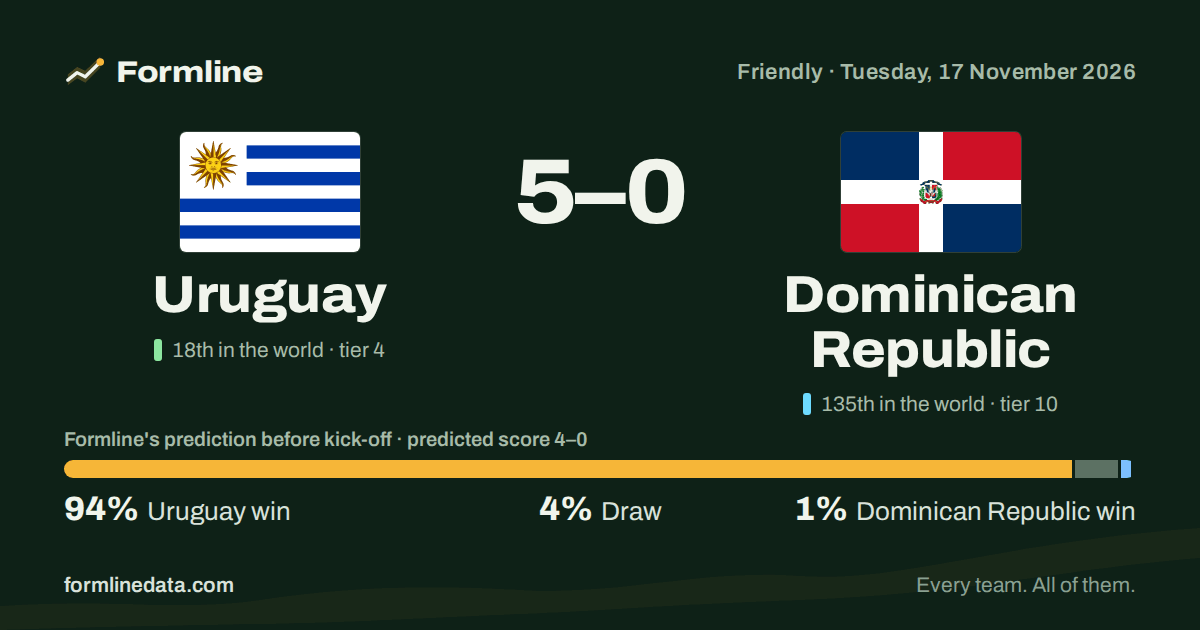 Formline
Friendly · Tuesday, 17 November 2026
5–0
Uruguay
18th in the world · tier 4
Dominican
Republic
135th in the world · tier 10
Formline's prediction before kick-off · predicted score 4–0
94% Uruguay win
4% Draw
1% Dominican Republic win
formlinedata.com
Every team. All of them.